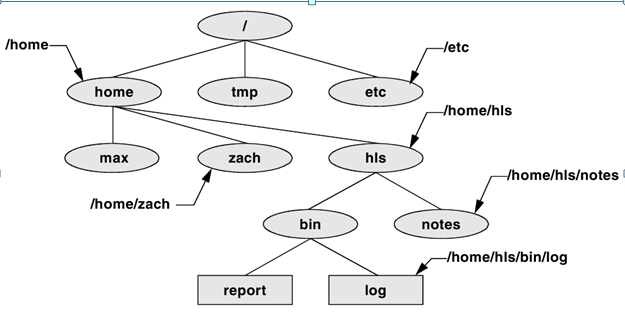 /
/home
/etc
home
tmp
etc
/home/hls
max
zach
hls
/home/hls/notes
/home/zach
bin
notes
/home/hls/bin/log
report
log